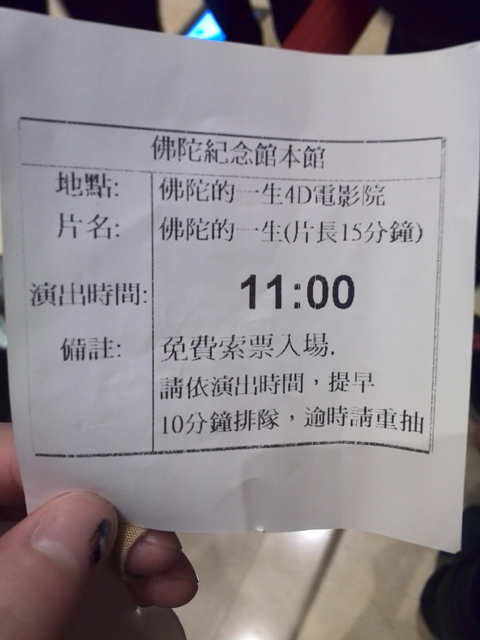 佛陀紀念館本館
地點: 佛陀的一生4D電影院
片名: 佛陀的一生(片長15分鐘)
演出時間: 11:00
備註: 免費索票入場.
請依演出時間，提早
10分鐘排隊，逾時請重抽